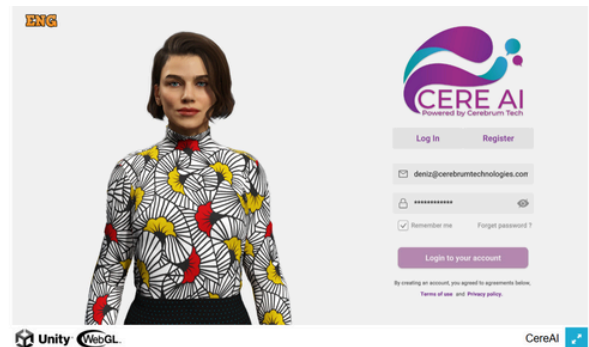 ENG
CERE AI
Powered by Cerebrum Tech
Log In Register
deniz@cerebrumtechnologies.com
************
Remember me Forget password ?
Login to your account
By creating an account, you agreed to agreements below,
Terms of use and Privacy policy.
Unity WebGL CereAI